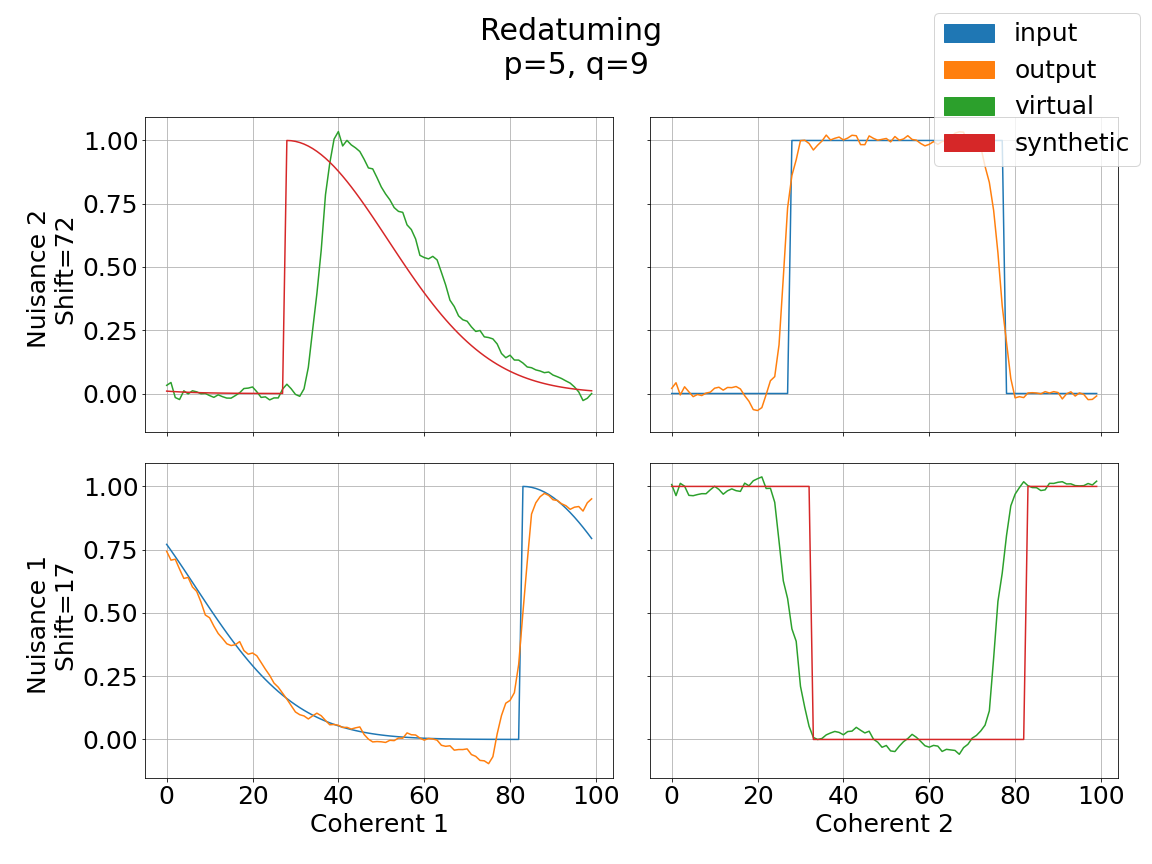 Redatuming
p=5, q=9
input
output
virtual
synthetic
Nuisance 2
Shift=72
1.00
0.75
0.50
0.25
0.00
Nuisance 1
Shift=17
1.00
0.75
0.50
0.25
0.00
0 20 40 60 80 100
0 20 40 60 80 100
Coherent 1
Coherent 2